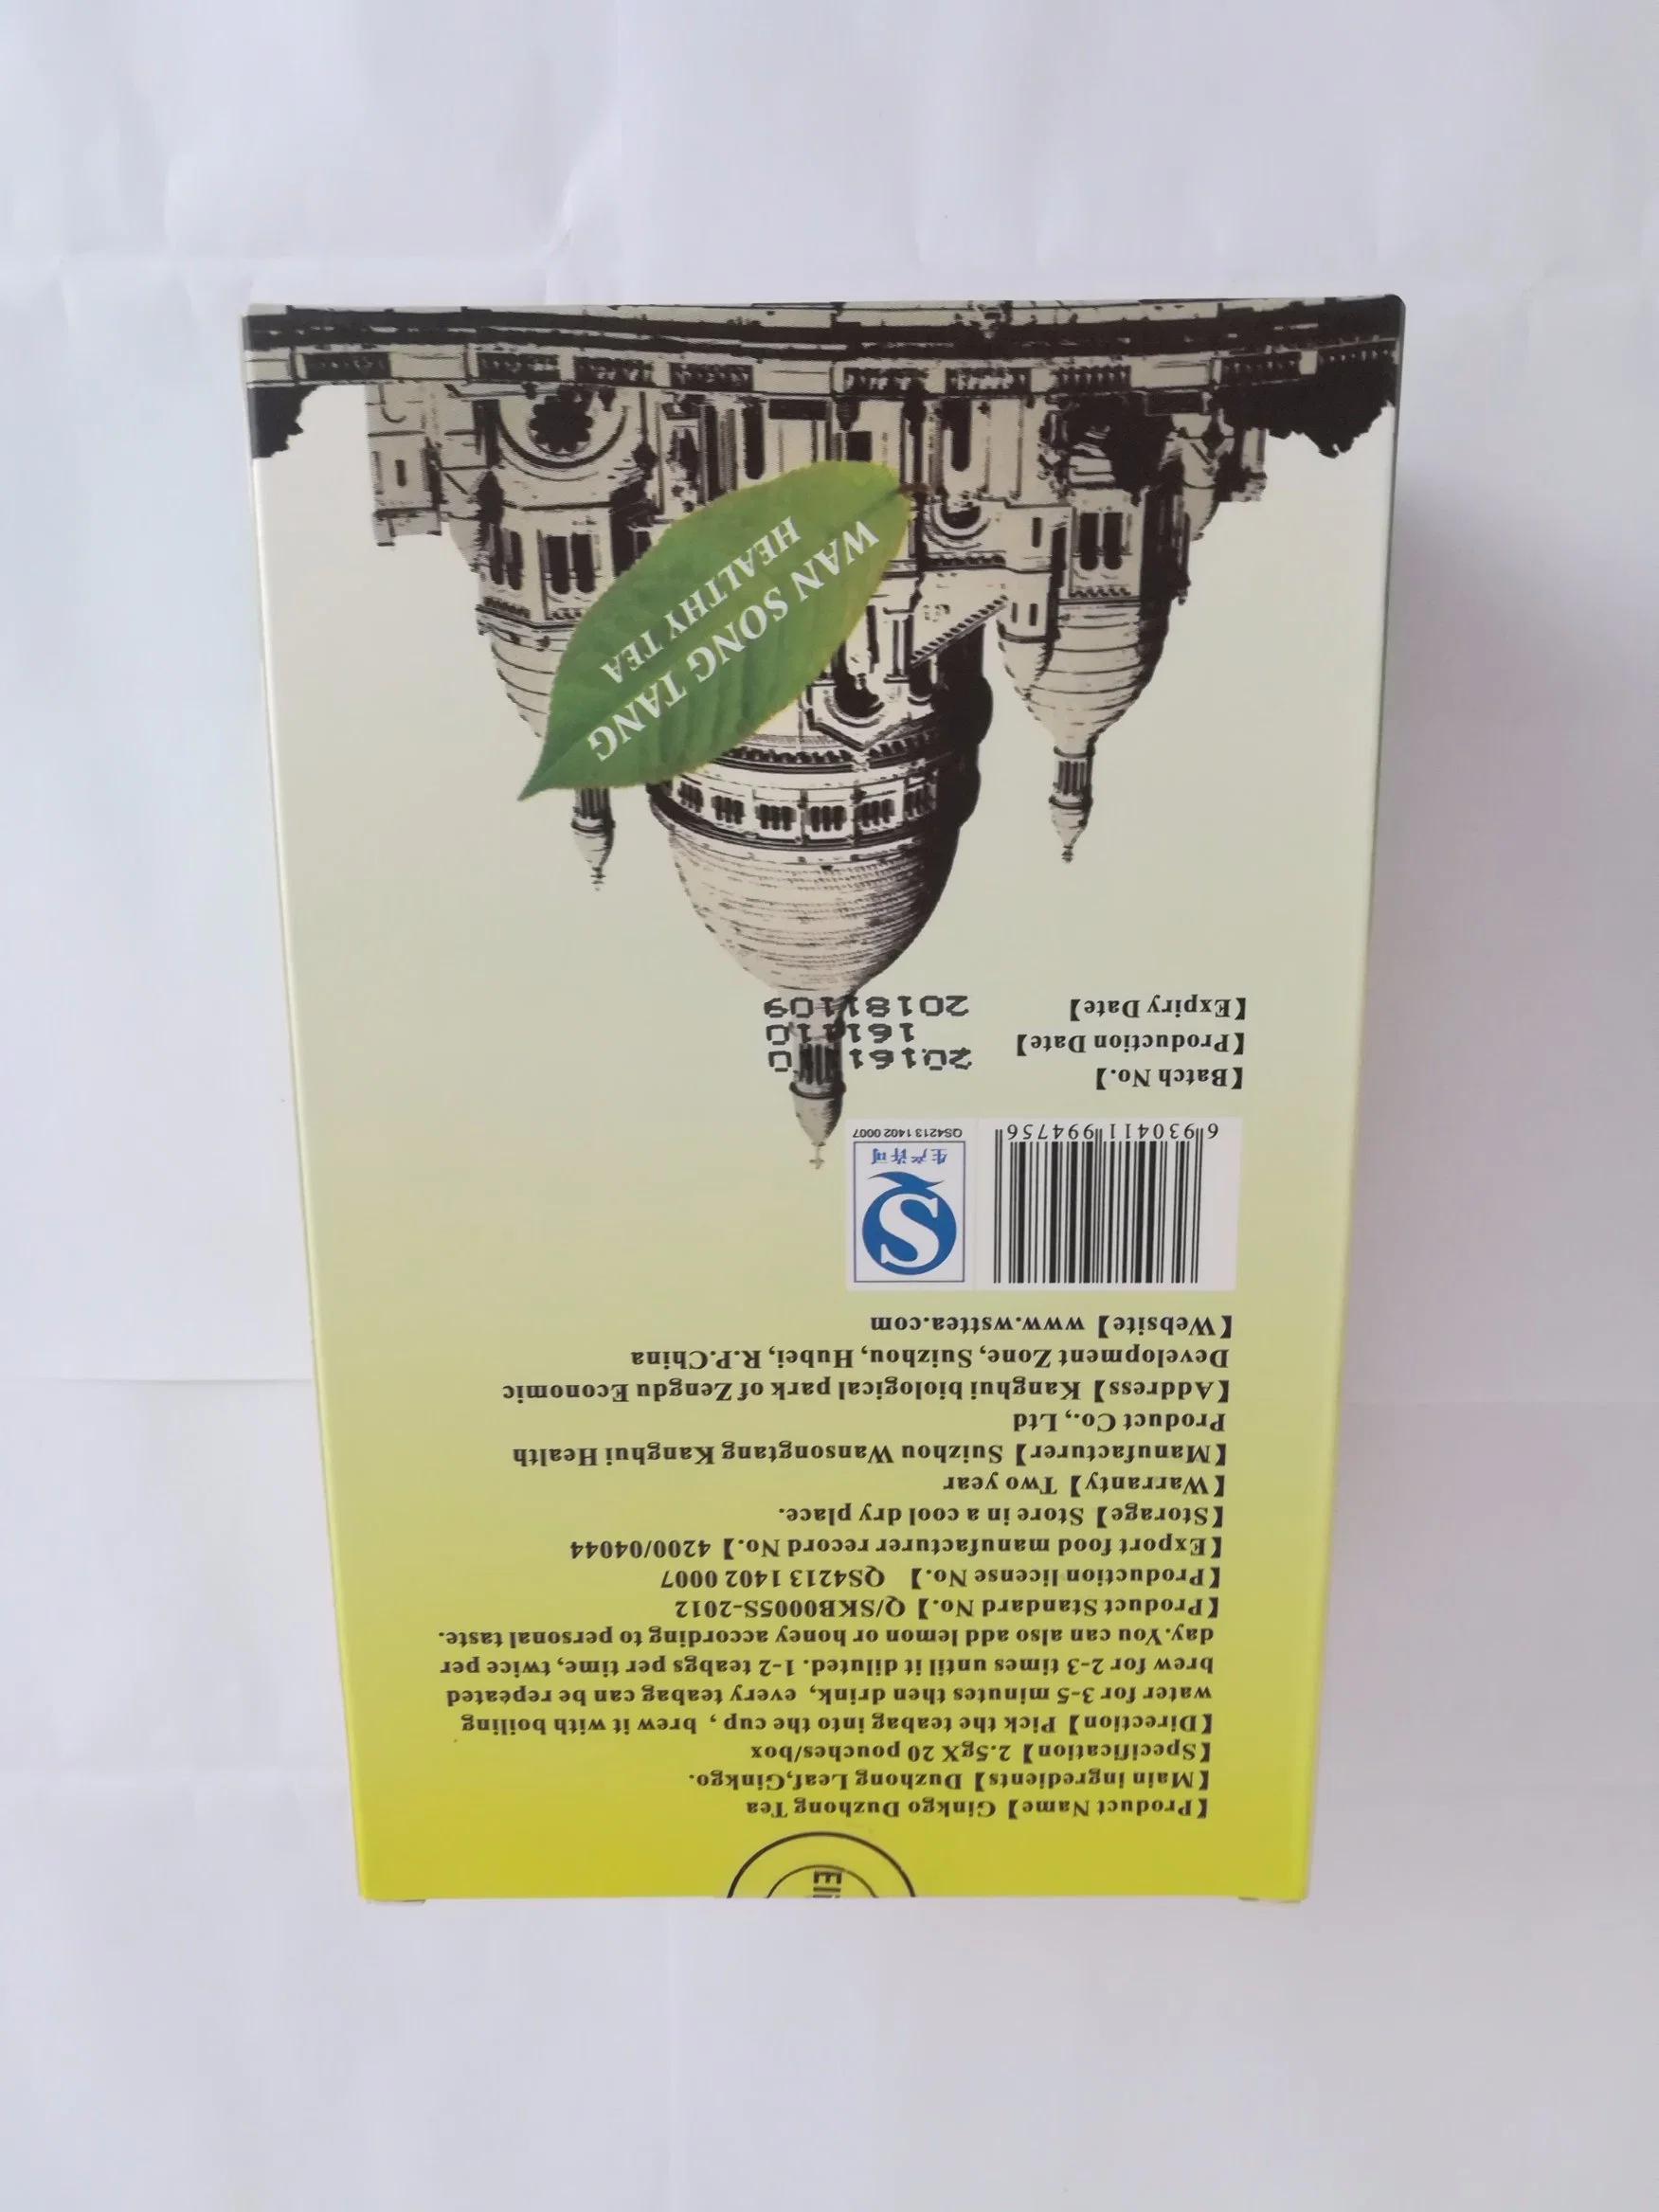 【Product Name】 Ginkgo Duzhong Tea
【Main ingredients】 Duzhong Leaf,Ginkgo.
【Specification】 2.5gX 20 pouches/box
【Direction】 Pick the teabag into the cup , brew it with boiling
water for 3-5 minutes then drink, every teabag can be repeated
brew for 2-3 times until it diluted. 1-2 teabgs per time, twice per
day.You can also add lemon or honey according to personal taste.
【Product Standard No.】 Q/SKB0005S-2012
【Production license No.】 QS4213 1402 0007
【Export food manufacturer record No.】 4200/04044
【Storage】 Store in a cool dry place.
【Warranty】 Two year
【Manufacturer】 Suizhou Wansongtang Kanghui Health
Product Co., Ltd
【Address】 Kanghui biological park of Zengdu Economic
Development Zone, Suizhou, Hubei, R.P.China
【Website】 www.wsttea.com
6 930411 994756
S
生产许可
QS4213 1402 0007
【Batch No.】
【Production Date】
【Expiry Date】
161110
20181109
WAN SONG TANG
HEALTHY TEA